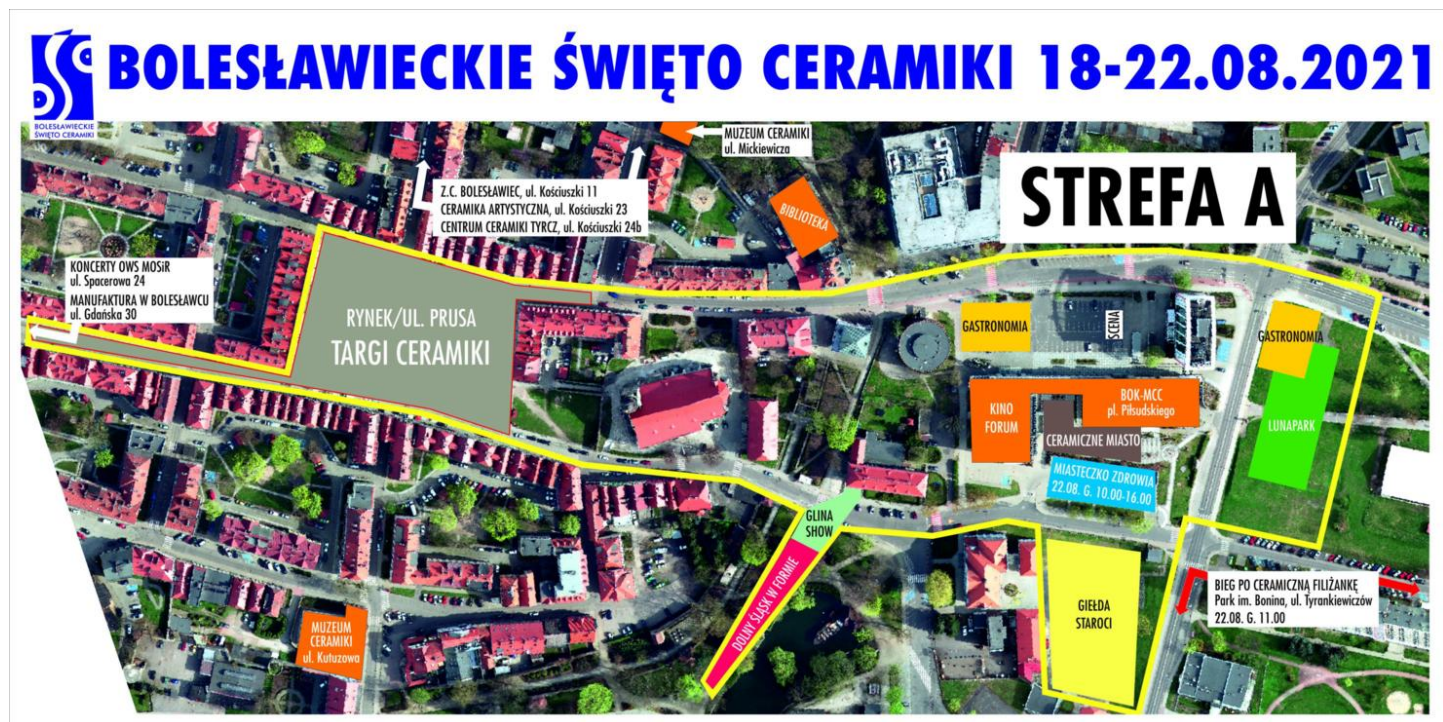 BOLESŁAWIECKIE ŚWIĘTO CERAMIKI 18-22.08.2021
BOLESŁAWIECKIE
ŚWIĘTO CERAMIKI
MUZEUM CERAMIKI
ul. Mickiewicza
STREFA A
Z.C. BOLESŁAWIEC, ul. Kościuszki 11
CERAMIKA ARTYSTYCZNA, ul. Kościuszki 23
CENTRUM CERAMIKI TYRCZ, ul. Kościuszki 24b
BIBLIOTEKA
KONCERTY OWS MOSiR
ul. Spacerowa 24
MANUFAKTURA W BOLESŁAWCU
ul. Gdańska 30
RYNEK/UL. PRUSA
TARGI CERAMIKI
GASTRONOMIA
SCENA
GASTRONOMIA
KINO
FORUM
BOK-MCC
pl. Piłsudskiego
CERAMICZNE MIASTO
LUNAPARK
MIASTECZKO ZDROWIA
22.08. G. 10.00-16.00
GLINA
SHOW
DOLNY ŚLĄSK W FORMIE
GIEŁDA
STAROCI
BIEG PO CERAMICZNĄ FILIŻANKĘ
Park im. Bonina, ul. Tyrankiewiczów
22.08. G. 11.00
MUZEUM
CERAMIKI
ul. Kutuzowa